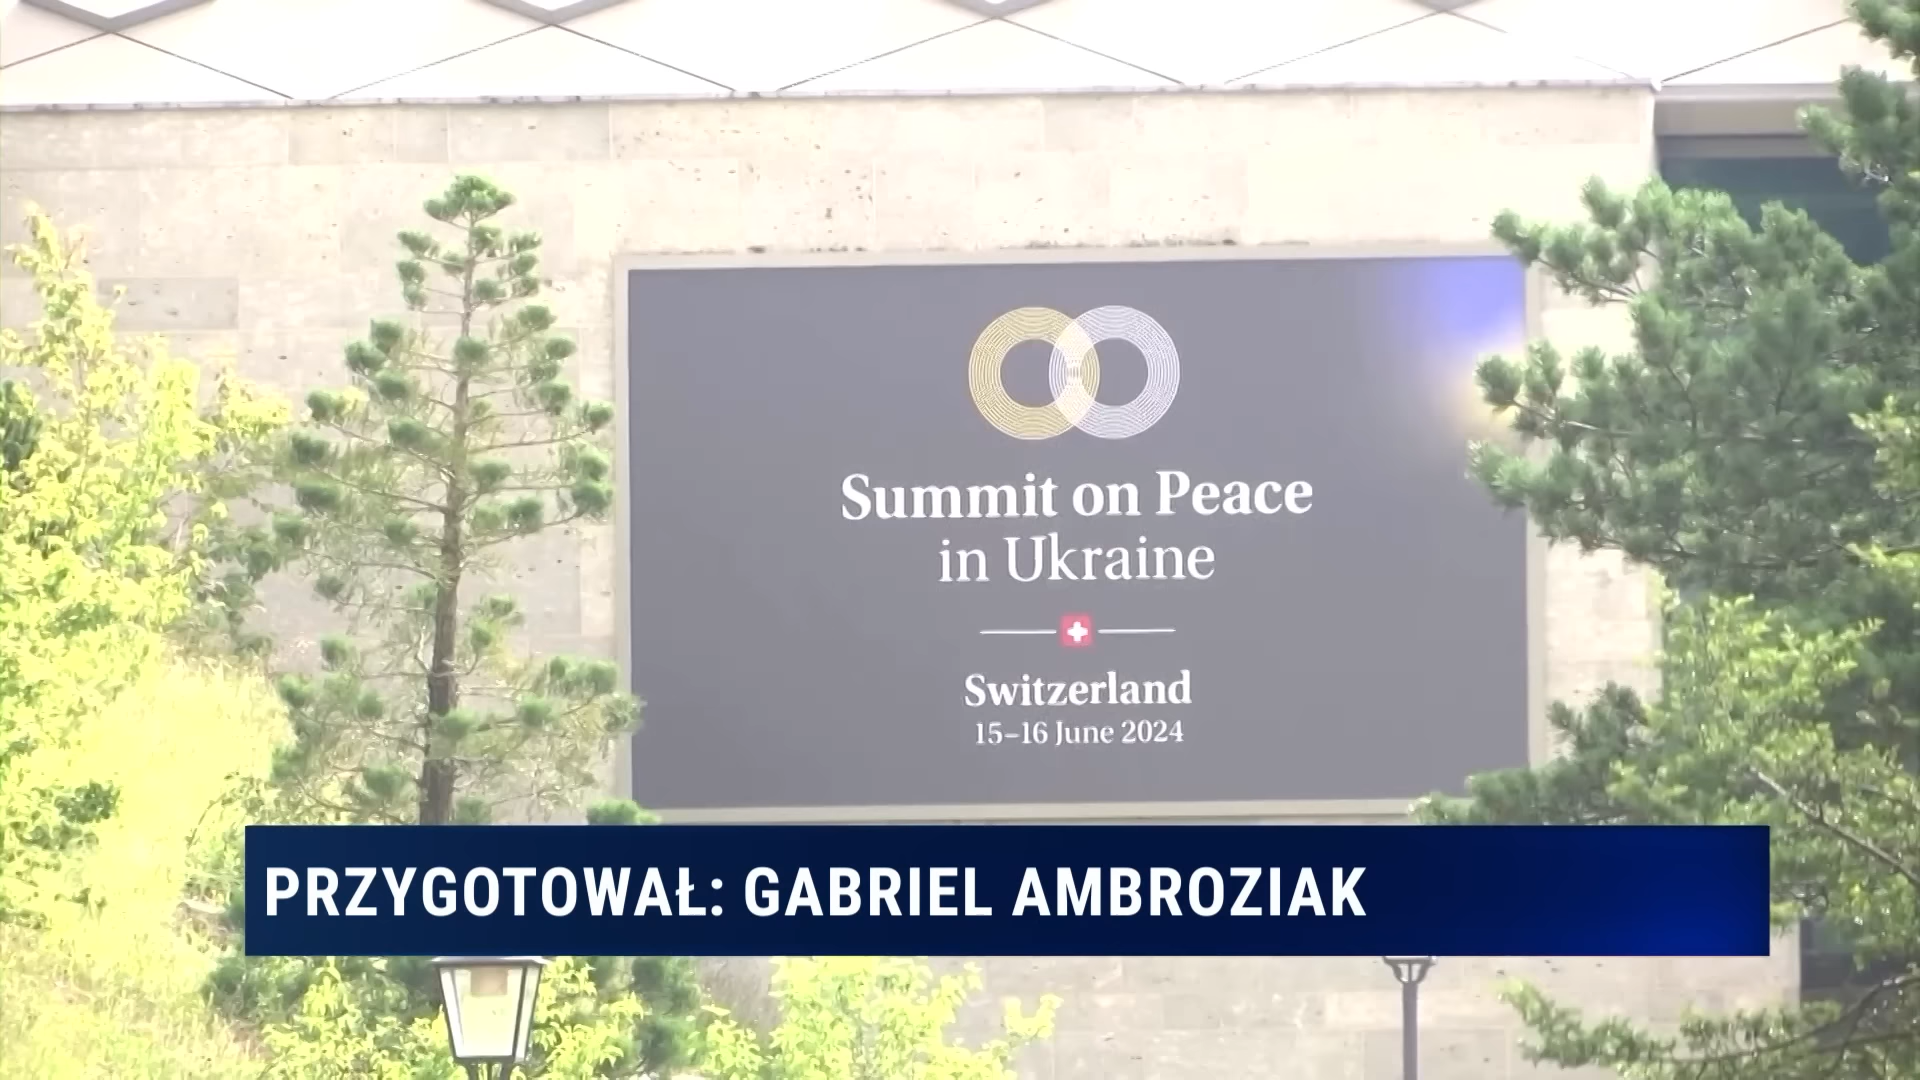 Summit on Peace
in Ukraine
Switzerland
15–16 June 2024
PRZYGOTOWAŁ: GABRIEL AMBROZIAK